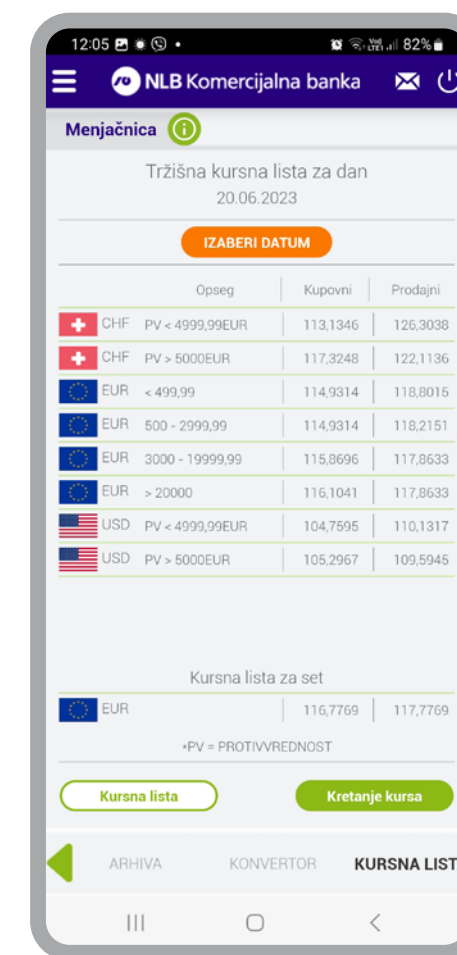 12:05 82%
NLB Komercijalna banka
Menjačnica
Tržišna kursna lista za dan
20.06.2023
IZABERI DATUM
Opseg Kupovni Prodajni
CHF PV < 4999,99EUR 113,1346 126,3038
CHF PV > 5000EUR 117,3248 122,1136
EUR < 499,99 114,9314 118,8015
EUR 500 - 2999,99 114,9314 118,2151
EUR 3000 - 19999,99 115,8696 117,8633
EUR > 20000 116,1041 117,8633
USD PV < 4999,99EUR 104,7595 110,1317
USD PV > 5000EUR 105,2967 109,5945
Kursna lista za set
EUR 116,7769 117,7769
*PV = PROTIVVREDNOST
Kursna lista Kretanje kursa
ARHIVA KONVERTOR KURSNA LIST